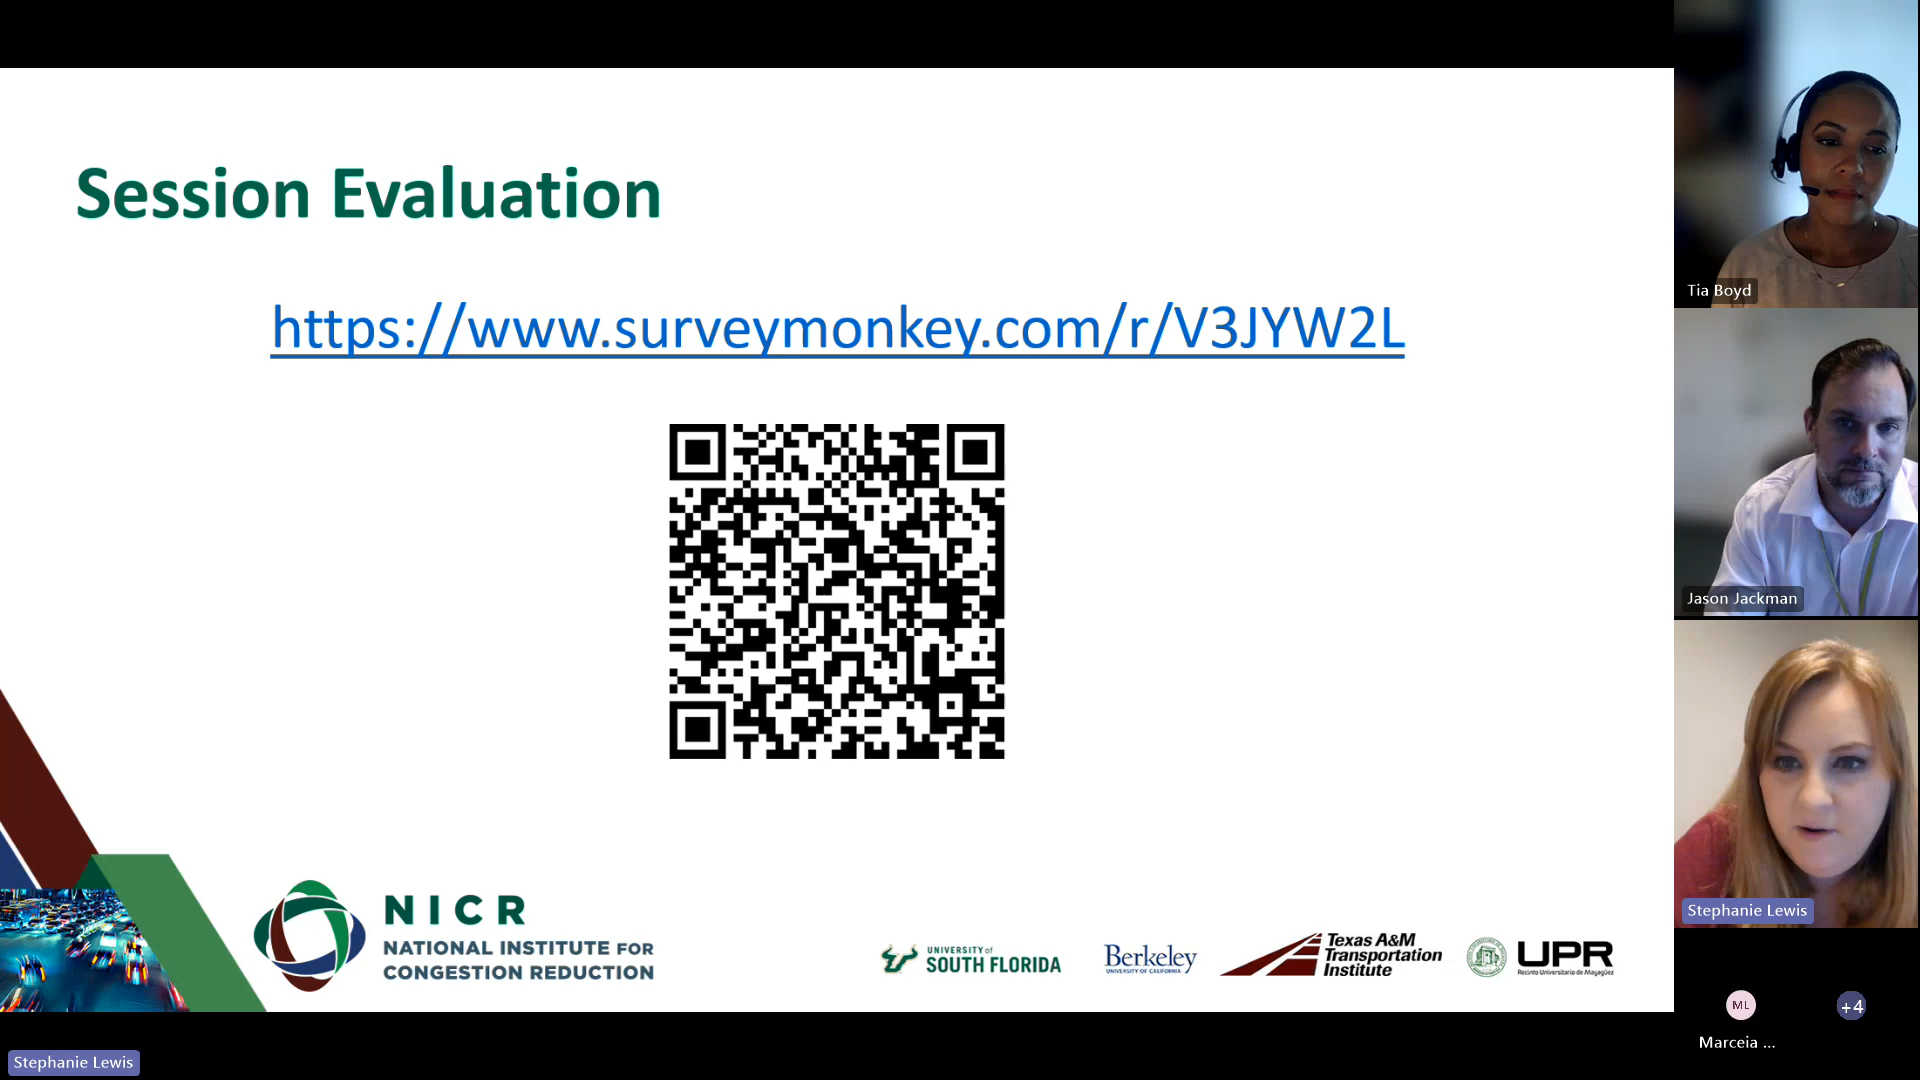 Session Evaluation
https://www.surveymonkey.com/r/V3JYW2L
NICR
NATIONAL INSTITUTE FOR
CONGESTION REDUCTION
UNIVERSITY of
SOUTH FLORIDA
Berkeley
UNIVERSITY OF CALIFORNIA
Texas A&M
Transportation
Institute
UPR
Recinto Universitario de Mayagüez
Tia Boyd
Jason Jackman
Stephanie Lewis
ML
+4
Marceia ...
Stephanie Lewis